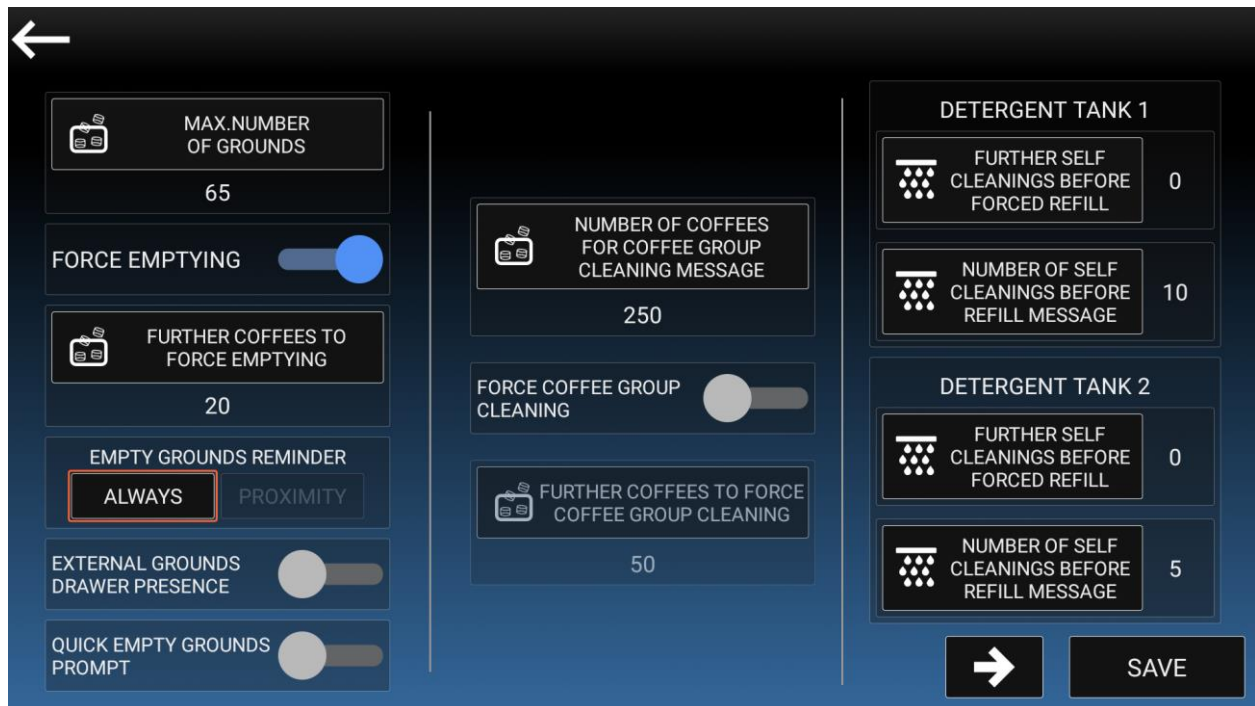 MAX.NUMBER
OF GROUNDS
65
FORCE EMPTYING
FURTHER COFFEES TO
FORCE EMPTYING
20
EMPTY GROUNDS REMINDER
ALWAYS
PROXIMITY
EXTERNAL GROUNDS
DRAWER PRESENCE
QUICK EMPTY GROUNDS
PROMPT
NUMBER OF COFFEES
FOR COFFEE GROUP
CLEANING MESSAGE
250
FORCE COFFEE GROUP
CLEANING
FURTHER COFFEES TO FORCE
COFFEE GROUP CLEANING
50
DETERGENT TANK 1
FURTHER SELF
CLEANINGS BEFORE
FORCED REFILL
0
NUMBER OF SELF
CLEANINGS BEFORE
REFILL MESSAGE
10
DETERGENT TANK 2
FURTHER SELF
CLEANINGS BEFORE
FORCED REFILL
0
NUMBER OF SELF
CLEANINGS BEFORE
REFILL MESSAGE
5
SAVE